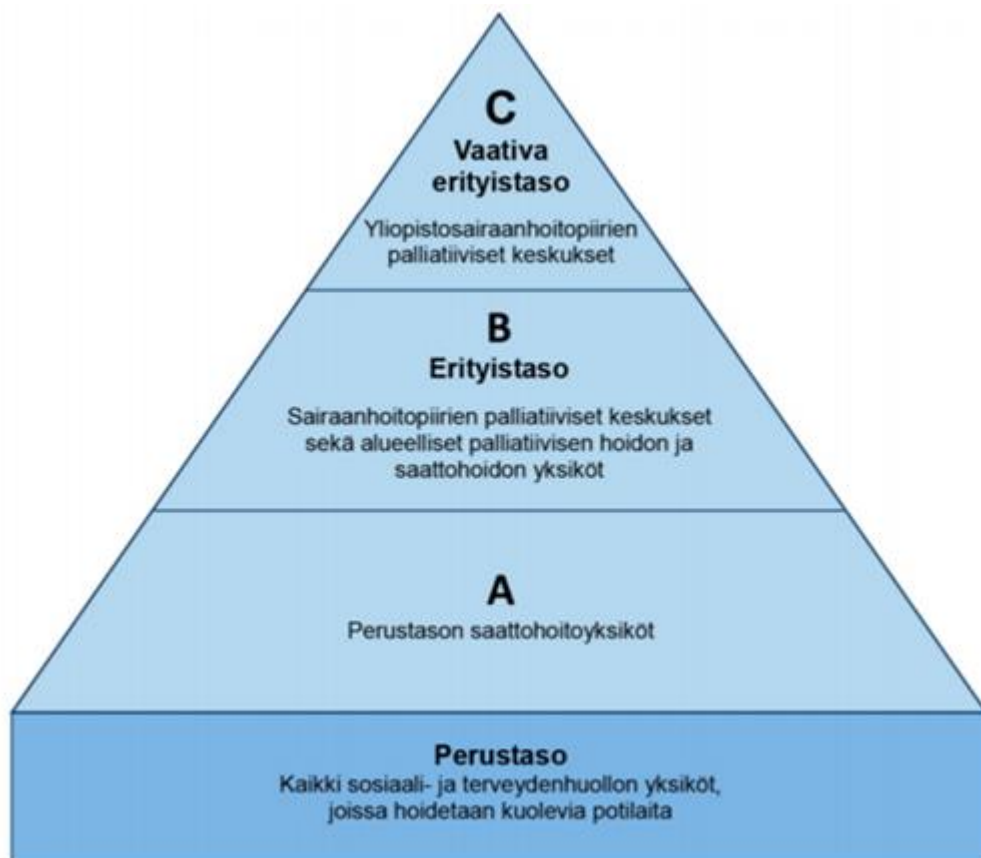 C
Vaativa
erityistaso
Yliopistosairaanhoitopiirien
palliatiiviset keskukset
B
Erityistaso
Sairaanhoitopiirien palliatiiviset keskukset
sekä alueelliset palliatiivisen hoidon ja
saattohoidon yksiköt
A
Perustason saattohoitoyksiköt
Perustaso
Kaikki sosiaali- ja terveydenhuollon yksiköt,
joissa hoidetaan kuolevia potilaita